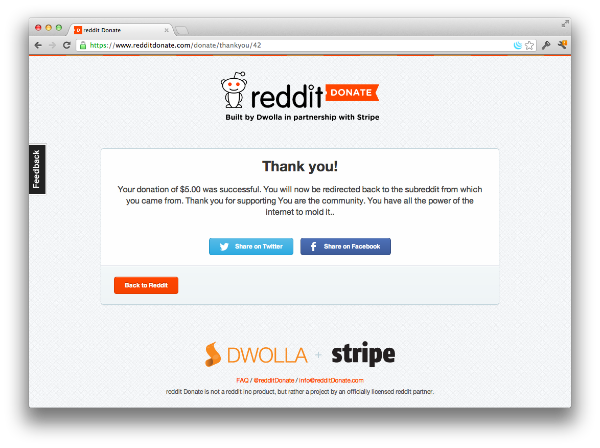 reddit Donate
https://www.redditdonate.com/donate/thankyou/42
reddit DONATE
Built by Dwolla in partnership with Stripe
Feedback
Thank you!
Your donation of $5.00 was successful. You will now be redirected back to the subreddit from which
you came from. Thank you for supporting You are the community. You have all the power of the
internet to mold it..
Share on Twitter
Share on Facebook
Back to Reddit
DWOLLA + stripe
FAQ / @redditDonate / info@redditDonate.com
reddit Donate is not a reddit inc product, but rather a project by an officially licensed reddit partner.